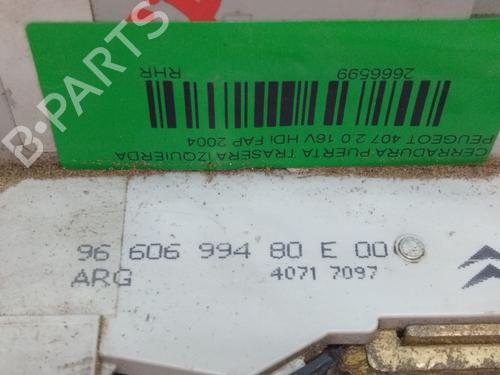 CERRADURA PUERTA TRASERA IZQUIERDA
PEUGEOT 407 2.0 16V HDi FAP 2004
2666599
RHR
96 606 994 80 E 00
ARG
4071 7097
B-PARTS